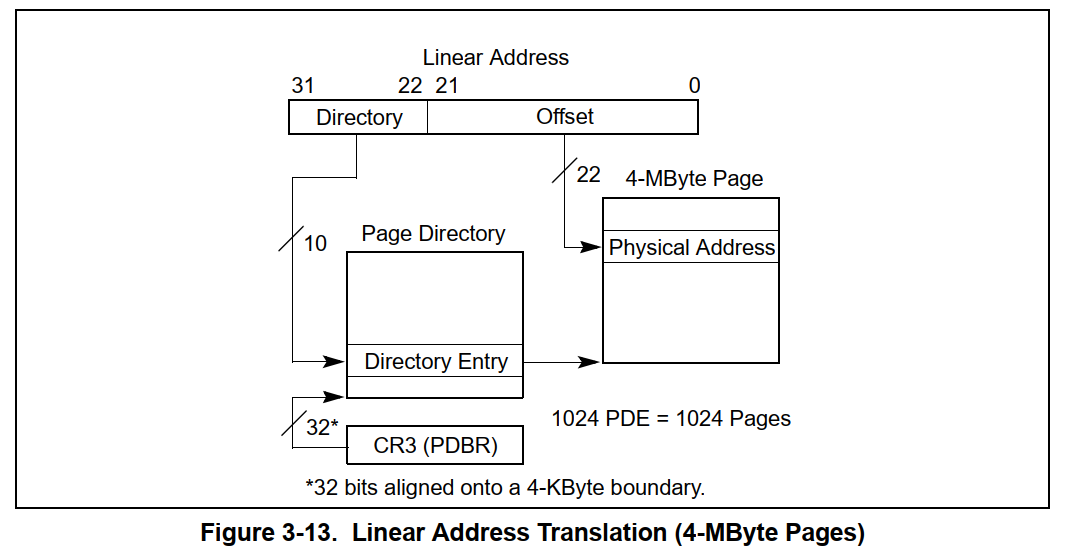 Linear Address
31 22 21 0
Directory Offset
22
4-MByte Page
10
Page Directory
Physical Address
Directory Entry
1024 PDE = 1024 Pages
32*
CR3 (PDBR)
*32 bits aligned onto a 4-KByte boundary.
Figure 3-13. Linear Address Translation (4-MByte Pages)